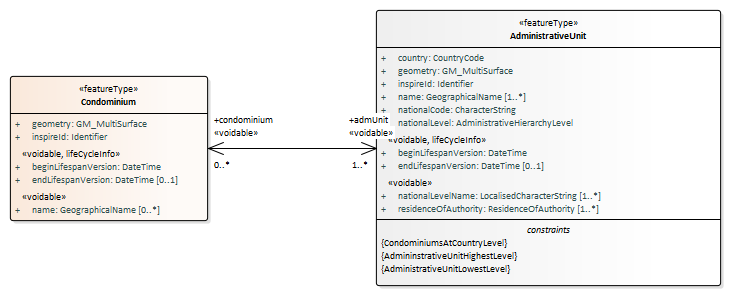 «featureType»
Condominium
+ geometry: GM_MultiSurface
+ inspireId: Identifier
«voidable, lifeCycleInfo»
+ beginLifespanVersion: DateTime
+ endLifespanVersion: DateTime [0..1]
«voidable»
+ name: GeographicalName [0..*]
+condominium
«voidable»
0..*
+admUnit
«voidable»
1..*
«featureType»
AdministrativeUnit
+ country: CountryCode
+ geometry: GM_MultiSurface
+ inspireId: Identifier
+ name: GeographicalName [1..*]
+ nationalCode: CharacterString
nationalLevel: AdministrativeHierarchyLevel
«voidable, lifeCycleInfo»
+ beginLifespanVersion: DateTime
+ endLifespanVersion: DateTime [0..1]
«voidable»
+ nationalLevelName: LocalisedCharacterString [1..*]
+ residenceOfAuthority: ResidenceOfAuthority [1..*]
constraints
{CondominiumsAtCountryLevel}
{AdmininstrativeUnitHighestLevel}
{AdministrativeUnitLowestLevel}